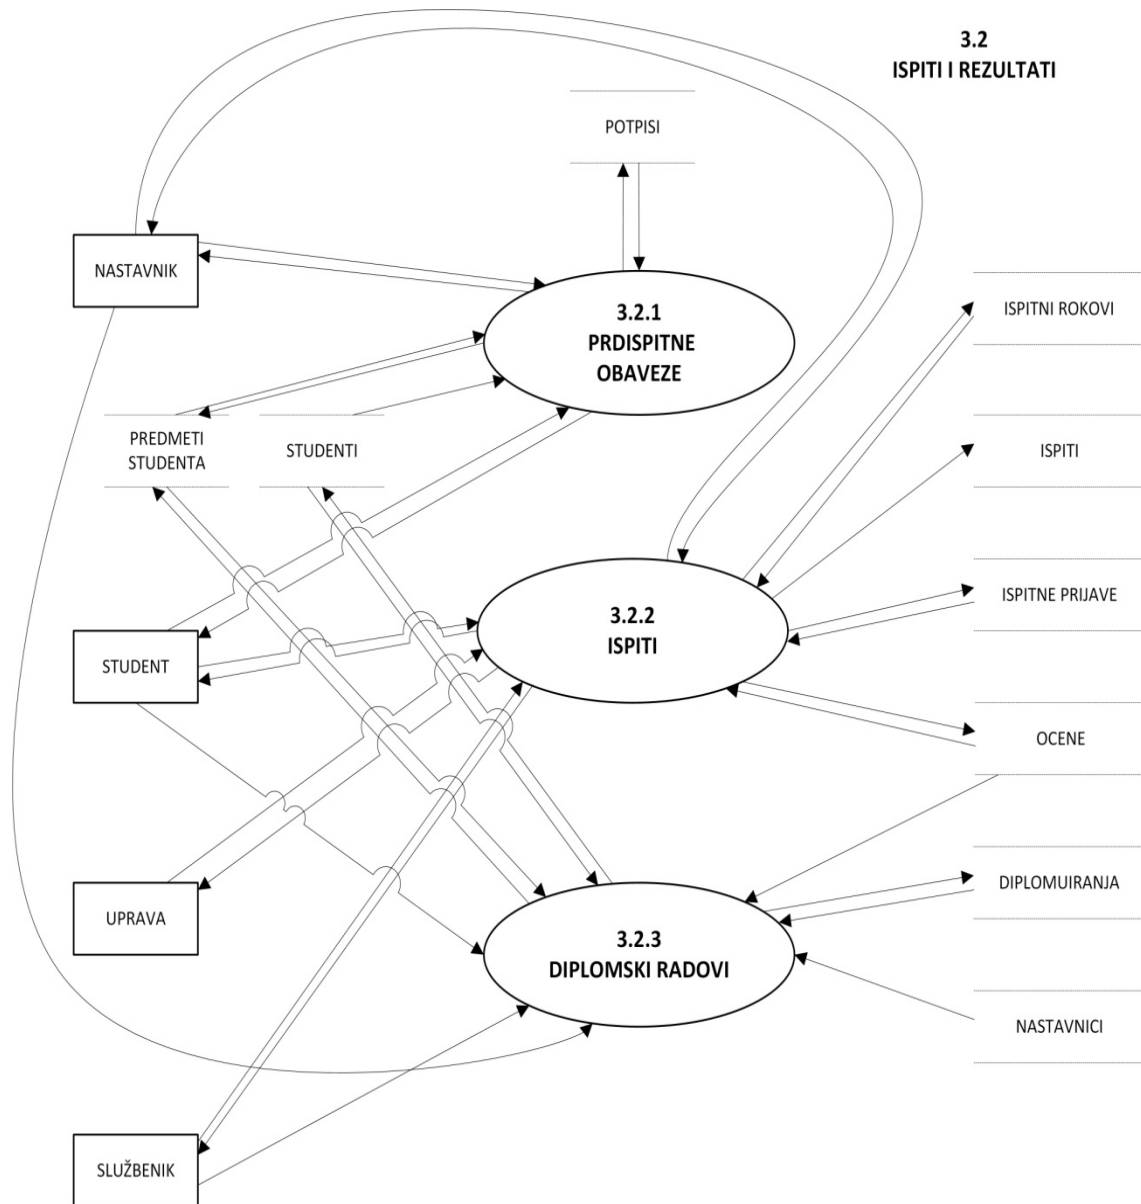 3.2
ISPITI I REZULTATI
POTPISI
NASTAVNIK
3.2.1
PRDISPITNE
OBAVEZE
ISPITNI ROKOVI
PREDMETI
STUDENTA
STUDENTI
ISPITI
3.2.2
ISPITI
ISPITNE PRIJAVE
STUDENT
OCENE
UPRAVA
3.2.3
DIPLOMSKI RADOVI
DIPLOMUIRANJA
NASTAVNICI
SLUŽBENIK